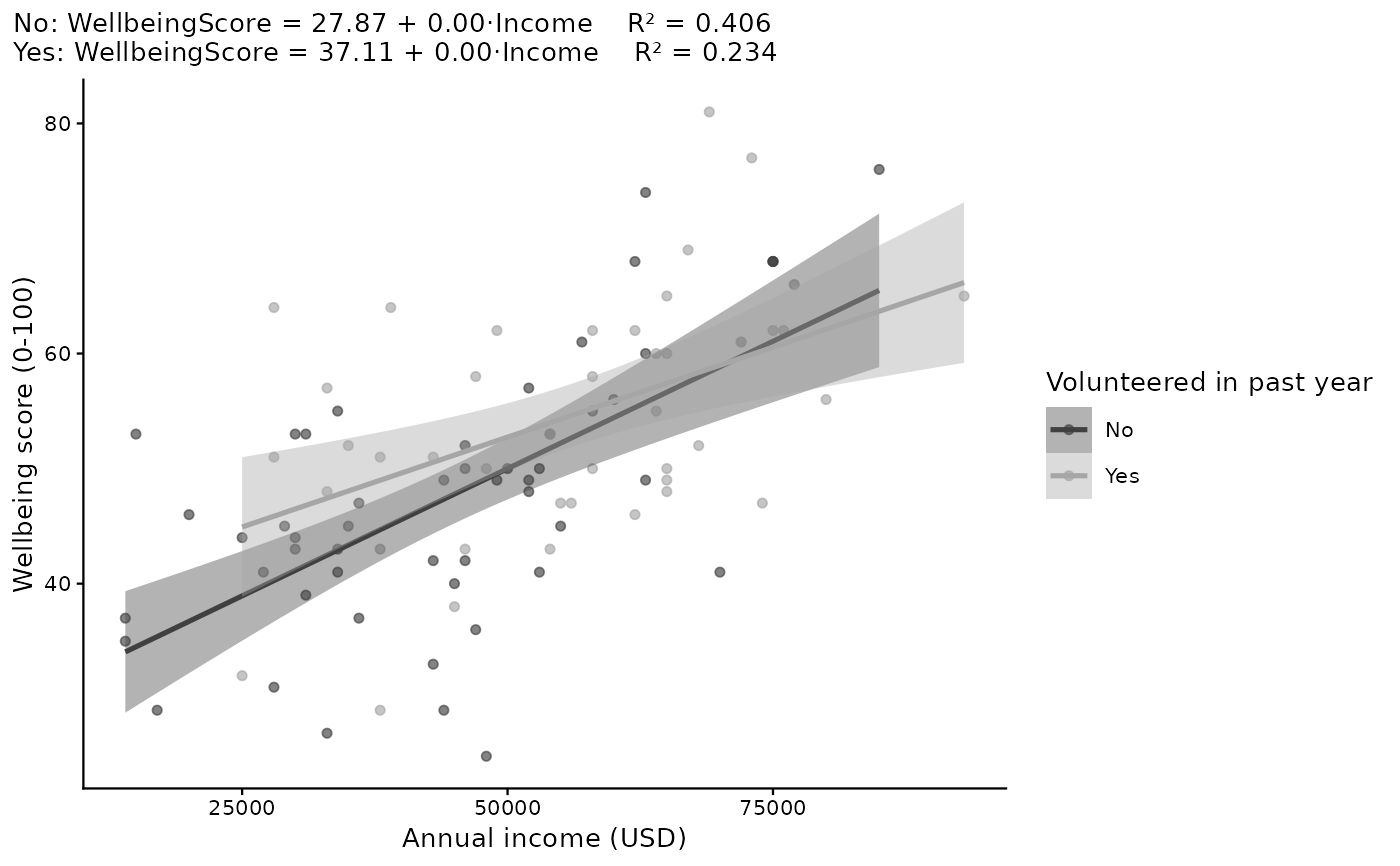 No: WellbeingScore = 27.87 + 0.00·Income    R² = 0.406
Yes: WellbeingScore = 37.11 + 0.00·Income    R² = 0.234
80
60
40
Wellbeing score (0-100)
25000
50000
75000
Annual income (USD)
Volunteered in past year
No
Yes